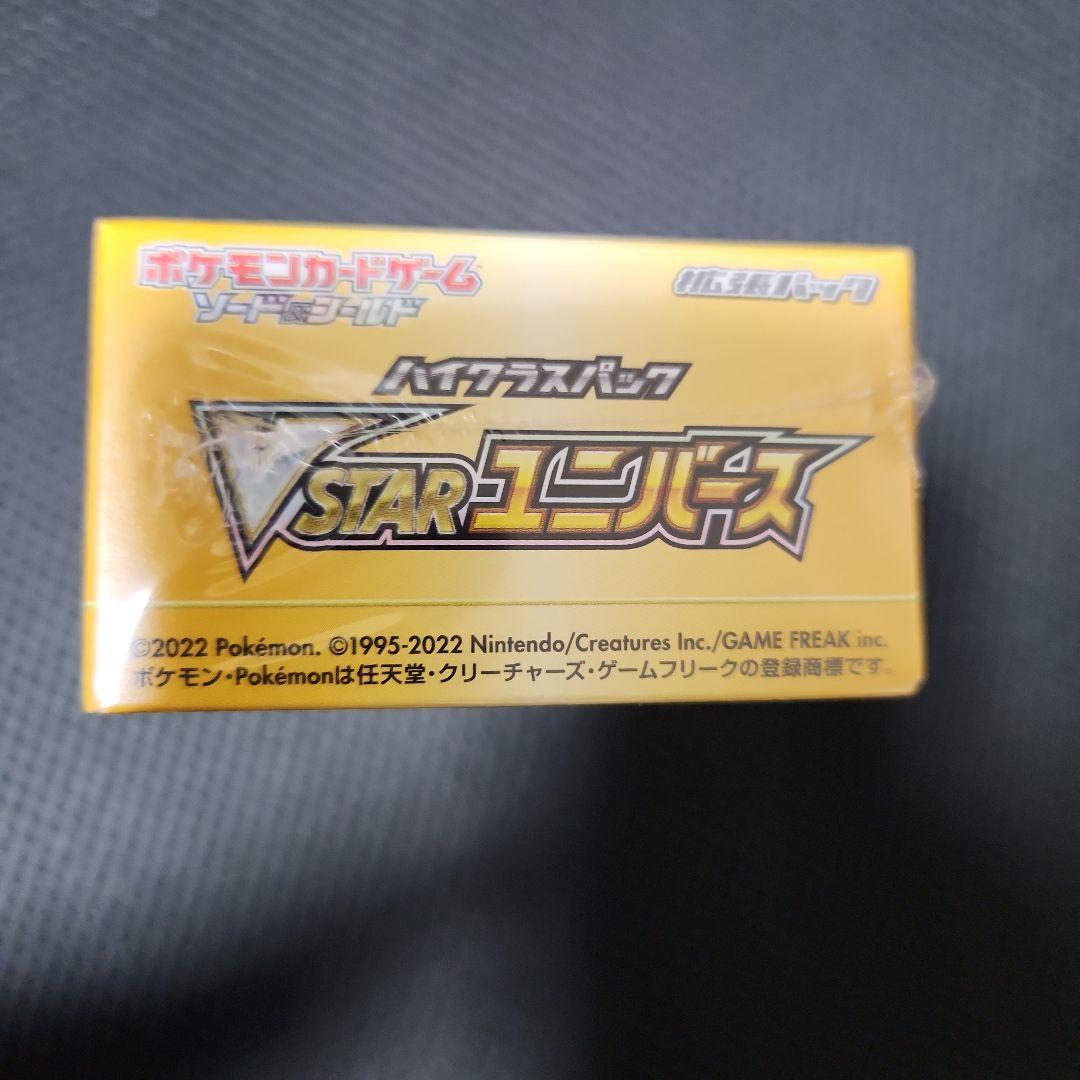 ポケモンカードゲーム™
ソード&シールド
拡張パック
ハイクラスパック
VSTARユニバース
©2022 Pokémon. ©1995-2022 Nintendo/Creatures Inc./GAME FREAK inc.
ポケモン・Pokémonは任天堂・クリーチャーズ・ゲームフリークの登録商標です。